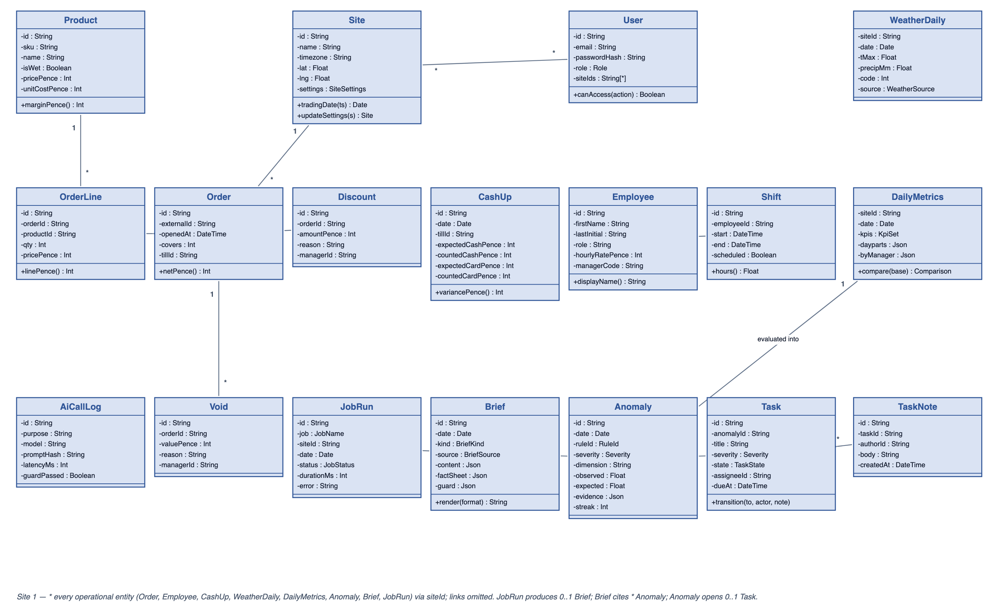 Product
-id : String
-sku : String
-name : String
-isWet : Boolean
-pricePence : Int
-unitCostPence : Int
+marginPence() : Int
Site
-id : String
-name : String
-timezone : String
-lat : Float
-lng : Float
-settings : SiteSettings
+tradingDate(ts) : Date
+updateSettings(s) : Site
User
-id : String
-email : String
-passwordHash : String
-role : Role
-siteIds : String[*]
+canAccess(action) : Boolean
WeatherDaily
-siteId : String
-date : Date
-tMax : Float
-precipMm : Float
-code : Int
-source : WeatherSource
*
*
1
*
1
*
OrderLine
-id : String
-orderId : String
-productId : String
-qty : Int
-pricePence : Int
+linePence() : Int
Order
-id : String
-externalId : String
-openedAt : DateTime
-covers : Int
-tillId : String
+netPence() : Int
Discount
-id : String
-orderId : String
-amountPence : Int
-reason : String
-managerId : String
CashUp
-id : String
-date : Date
-tillId : String
-expectedCashPence : Int
-countedCashPence : Int
-expectedCardPence : Int
-countedCardPence : Int
+variancePence() : Int
Employee
-id : String
-firstName : String
-lastInitial : String
-role : String
-hourlyRatePence : Int
-managerCode : String
+displayName() : String
Shift
-id : String
-employeeId : String
-start : DateTime
-end : DateTime
-scheduled : Boolean
+hours() : Float
DailyMetrics
-siteId : String
-date : Date
-kpis : KpiSet
-dayparts : Json
-byManager : Json
+compare(base) : Comparison
1
*
1
evaluated into
AiCallLog
-id : String
-purpose : String
-model : String
-promptHash : String
-latencyMs : Int
-guardPassed : Boolean
Void
-id : String
-orderId : String
-valuePence : Int
-reason : String
-managerId : String
JobRun
-id : String
-job : JobName
-siteId : String
-date : Date
-status : JobStatus
-durationMs : Int
-error : String
Brief
-id : String
-date : Date
-kind : BriefKind
-source : BriefSource
-content : Json
-factSheet : Json
-guard : Json
+render(format) : String
Anomaly
-id : String
-date : Date
-ruleId : RuleId
-severity : Severity
-dimension : String
-observed : Float
-expected : Float
-evidence : Json
-streak : Int
Task
-id : String
-anomalyId : String
-title : String
-severity : Severity
-state : TaskState
-assigneeId : String
-dueAt : DateTime
+transition(to, actor, note)
*
TaskNote
-id : String
-taskId : String
-authorId : String
-body : String
-createdAt : DateTime
Site 1 — * every operational entity (Order, Employee, CashUp, WeatherDaily, DailyMetrics, Anomaly, Brief, JobRun) via siteId; links omitted. JobRun produces 0..1 Brief; Brief cites * Anomaly; Anomaly opens 0..1 Task.